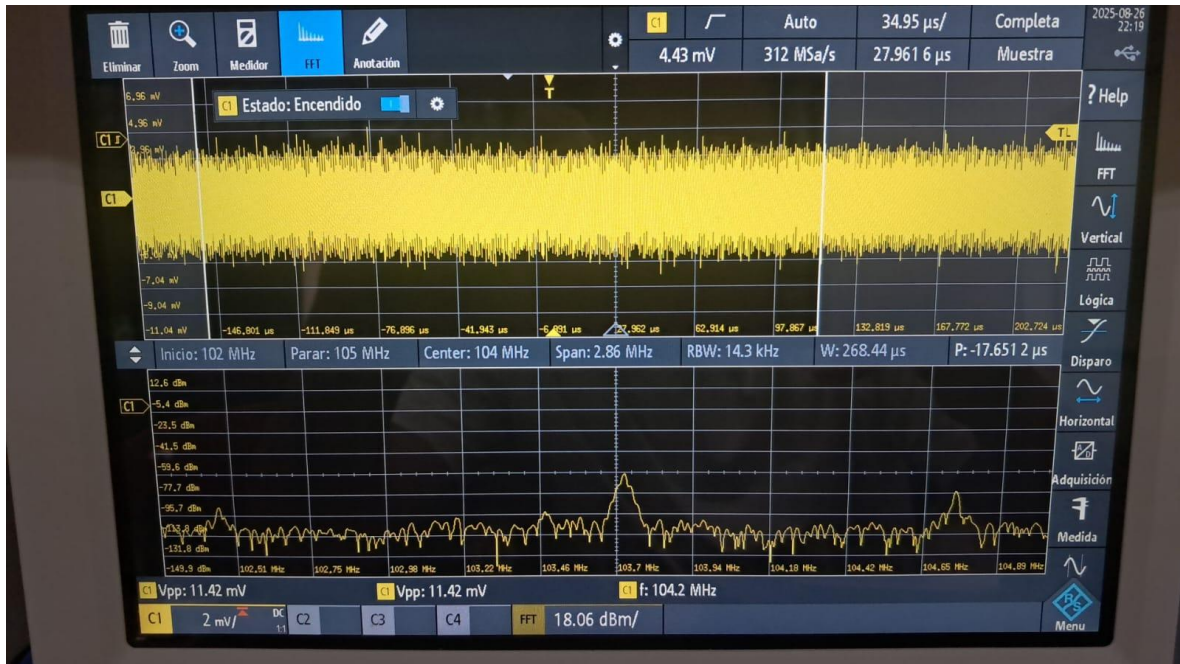 C1 Auto 34.95 µs/ Completa 2025-08-26
22:19
4.43 mV 312 MSa/s 27.961 6 µs Muestra
Eliminar Zoom Medidor FFT Anotación
6.96 mV
C1 Estado: Encendido
T
? Help
4.96 mV
C1
TL
FFT
C1
Vertical
-7.04 mV
-9.04 mV
Lógica
-11.04 mV -146,801 µs -111,849 µs -76,896 µs -41,943 µs 27,962 µs 62,914 µs 97,867 µs 132,819 µs 167,772 µs 202,724 µs
Inicio: 102 MHz Parar: 105 MHz Center: 104 MHz Span: 2.86 MHz RBW: 14.3 kHz W: 268.44 µs P: -17.651 2 µs
Disparo
12,6 dBm
C1 -5,4 dBm
-23,5 dBm
Horizontal
-41,5 dBm
-59,6 dBm
Adquisición
-77,7 dBm
-95,7 dBm
Medida
-131,8 dBm
-149,9 dBm 102,51 MHz 102,75 MHz 102,98 MHz 103,22 MHz 103,46 MHz 103,7 MHz 103,94 MHz 104,18 MHz 104,42 MHz 104,65 MHz 104,89 MHz
C1 Vpp: 11.42 mV C1 Vpp: 11.42 mV C1 f: 104.2 MHz
C1 2 mV/ DC 1:1 C2 C3 C4 FFT 18.06 dBm/
R&S
Menu